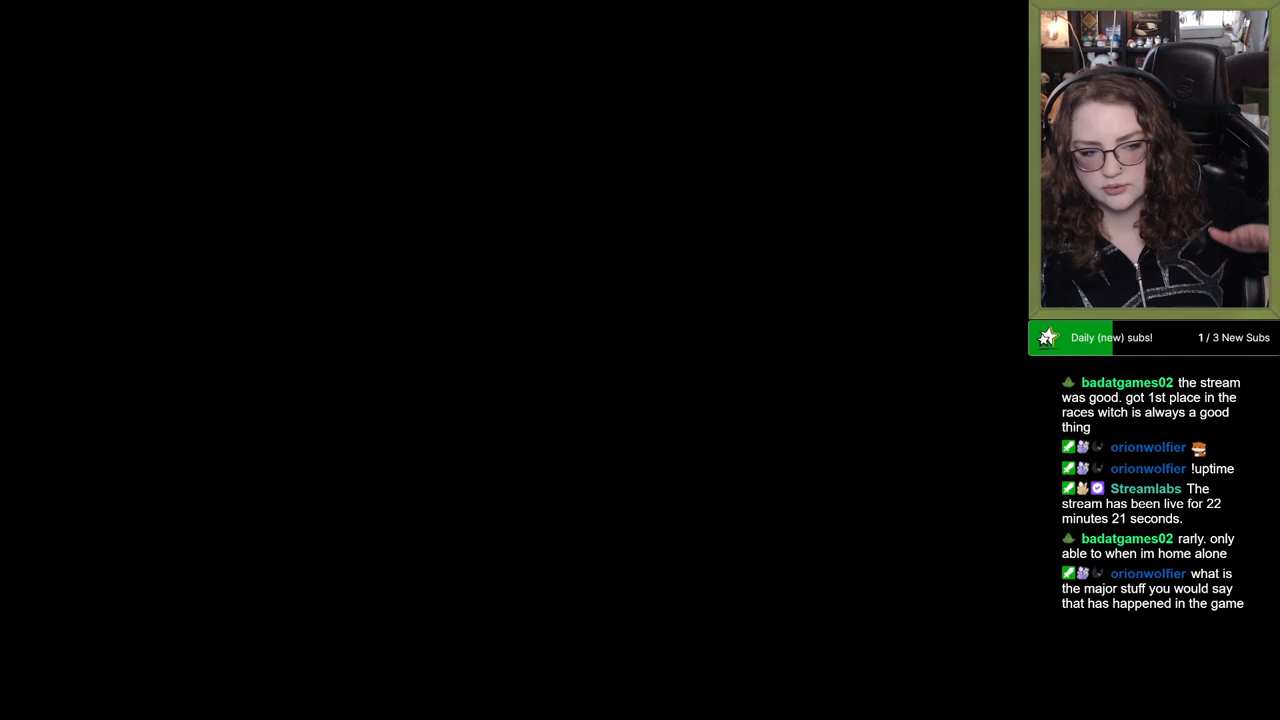 Daily (new) subs! 1 / 3 New Subs
badatgames02 the stream
was good. got 1st place in the
races witch is always a good
thing
orionwolfier
orionwolfier !uptime
Streamlabs The
stream has been live for 22
minutes 21 seconds.
badatgames02 rarly. only
able to when im home alone
orionwolfier what is
the major stuff you would say
that has happened in the game